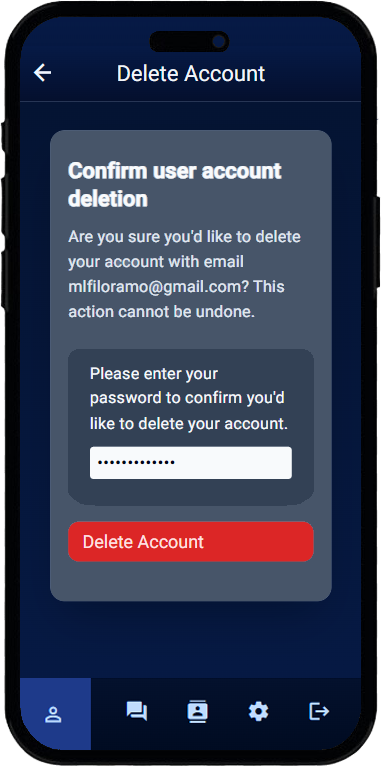 Delete Account
Confirm user account
deletion
Are you sure you'd like to delete
your account with email
mlfiloramo@gmail.com? This
action cannot be undone.
Please enter your
password to confirm you'd
like to delete your account.
•••••••••••••
Delete Account